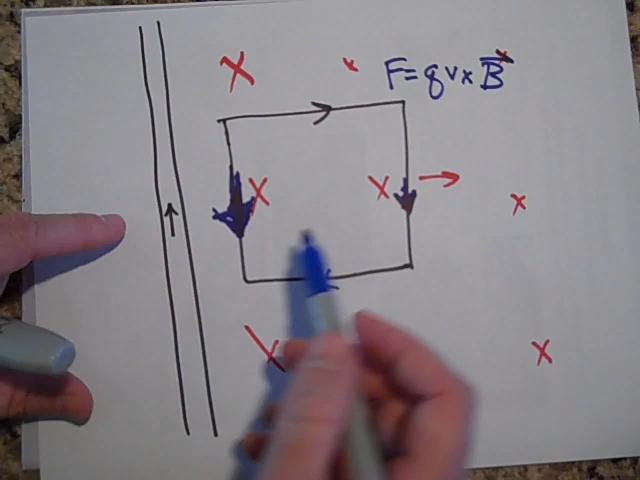 X x
F = qv x B
X X
x
X X